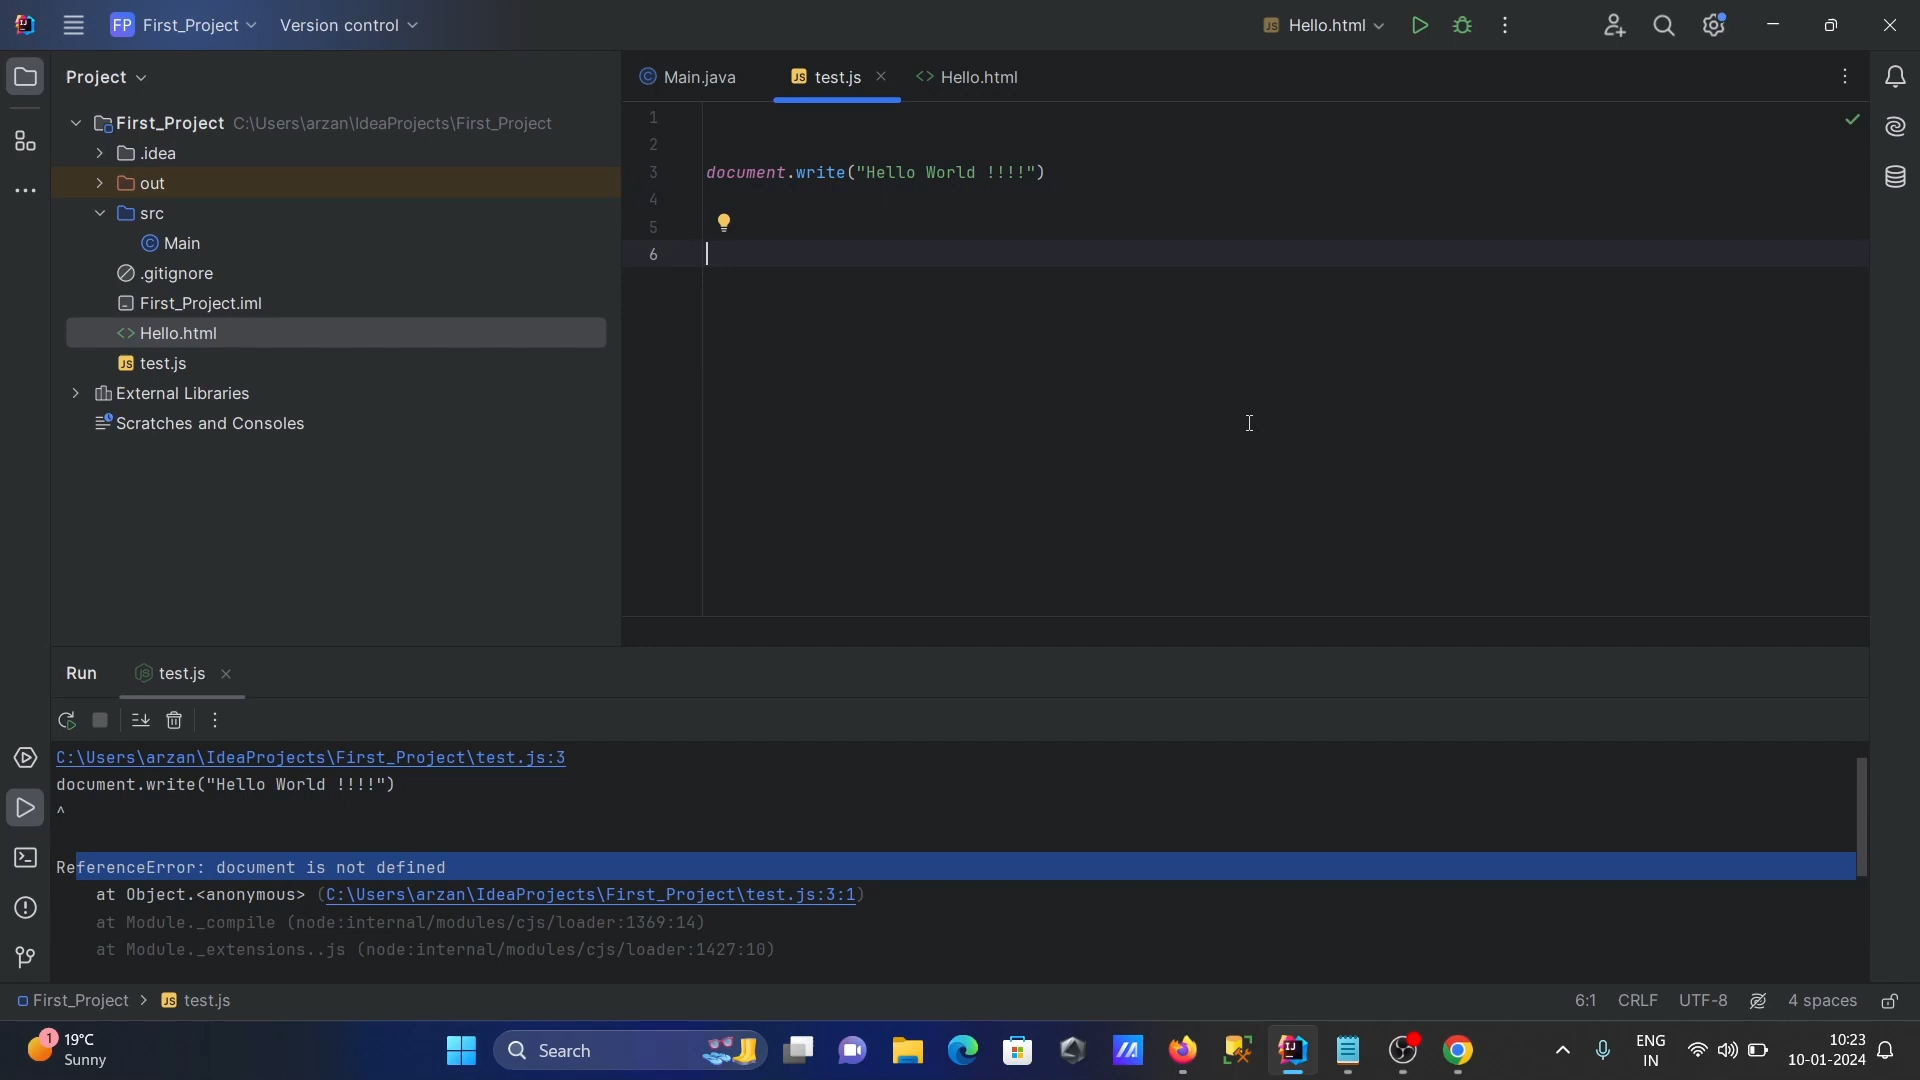 FP First_Project Version control
JS Hello.html
Project
Main.java
JS test.js
<> Hello.html
First_Project C:\Users\arzan\IdeaProjects\First_Project
.idea
out
src
C Main
.gitignore
First_Project.iml
<> Hello.html
JS test.js
External Libraries
Scratches and Consoles
1
2
3 document.write("Hello World !!!!")
4
5
6
Run test.js
C:\Users\arzan\IdeaProjects\First_Project\test.js:3
document.write("Hello World !!!!")
^
ReferenceError: document is not defined
at Object.<anonymous> (C:\Users\arzan\IdeaProjects\First_Project\test.js:3:1)
at Module._compile (node:internal/modules/cjs/loader:1369:14)
at Module._extensions..js (node:internal/modules/cjs/loader:1427:10)
First_Project > JS test.js
6:1 CRLF UTF-8 4 spaces
1 19°C
Sunny
Search
ENG
IN
10:23
10-01-2024